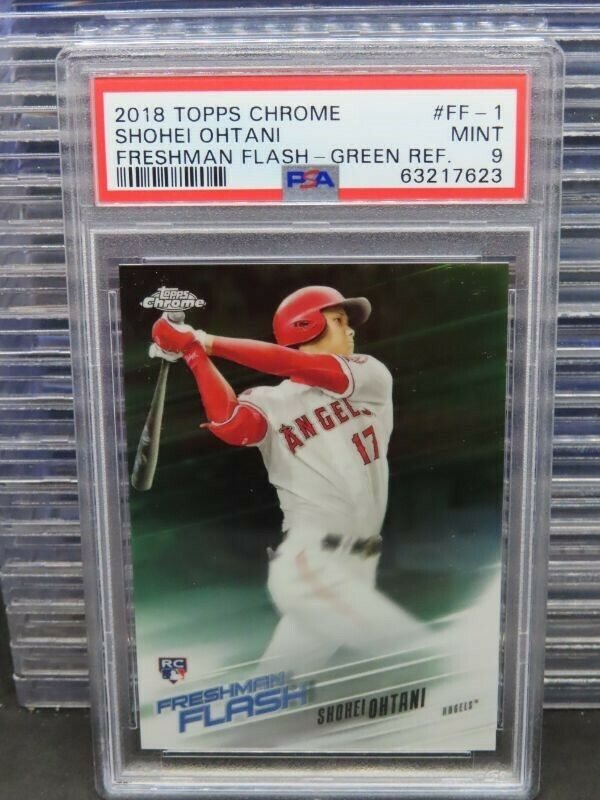 2018 TOPPS CHROME #FF-1
SHOHEI OHTANI MINT
FRESHMAN FLASH-GREEN REF. 9
PSA 63217623
Topps
Chrome
ANGELS
17
RC
FRESHMAN
FLASH
SHOHEI OHTANI ANGELS™